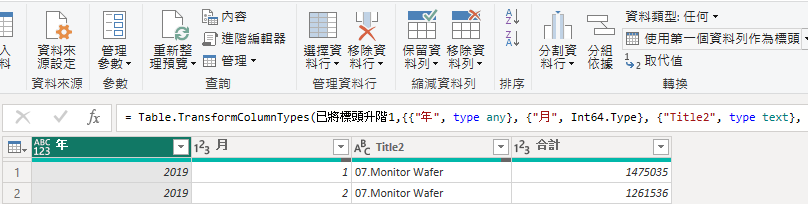 內容
進階編輯器
管理
入
料
資料來
源設定
管理
參數
重新整
理預覽
選擇資
料行
移除資
料行
保留資
料列
移除資
料列
A
Z
Z
A
分割資
料行
分組
依據
資料類型: 任何
使用第一個資料列作為標頭
1
2
取代值
資料來源
參數
查詢
管理資料行
縮減資料列
排序
轉換
fx
= Table.TransformColumnTypes(已將標頭升階1,{{"年", type any}, {"月", Int64.Type}, {"Title2", type text},
ABC
123 年
1²3 月
ABC Title2
1²3 合計
1 2019 1 07.Monitor Wafer 1475035
2 2019 2 07.Monitor Wafer 1261536